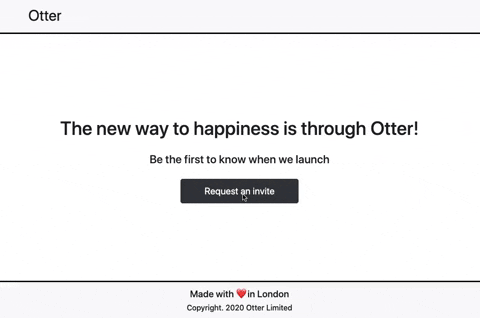 Otter
The new way to happiness is through Otter!
Be the first to know when we launch
Request an invite
Made with ❤️ in London
Copyright. 2020 Otter Limited